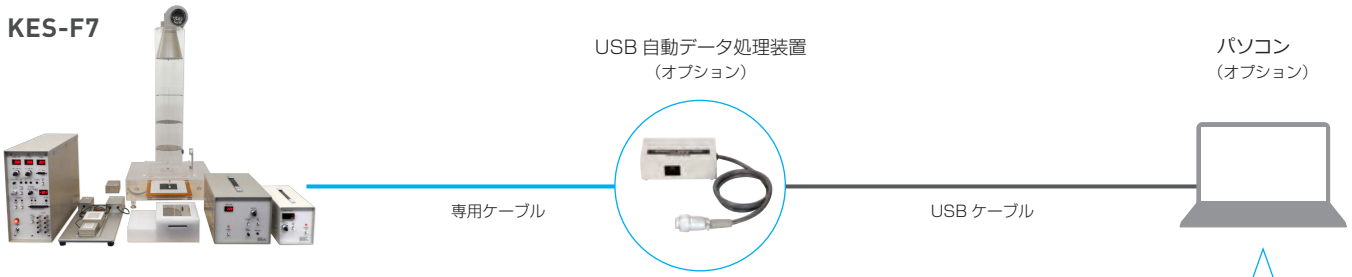 KES-F7
USB 自動データ処理装置
（オプション）
パソコン
（オプション）
専用ケーブル
USB ケーブル